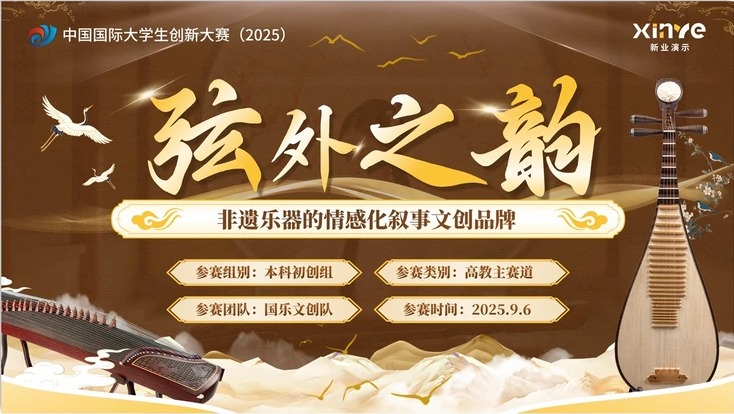 中国国际大学生创新大赛（2025）
xinye
新业演示
弦外之韵
非遗乐器的情感化叙事文创品牌
参赛组别：本科初创组
参赛类别：高教主赛道
参赛团队：国乐文创队
参赛时间：2025.9.6